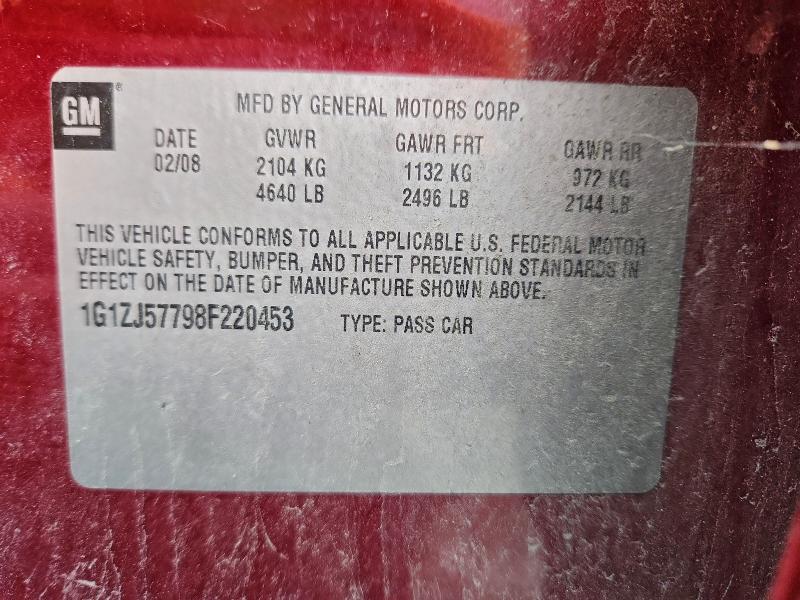 GM
MFD BY GENERAL MOTORS CORP.
DATE GVWR GAWR FRT GAWR RR
02/08 2104 KG 1132 KG 972 KG
4640 LB 2496 LB 2144 LB
THIS VEHICLE CONFORMS TO ALL APPLICABLE U.S. FEDERAL MOTOR
VEHICLE SAFETY, BUMPER, AND THEFT PREVENTION STANDARDS IN
EFFECT ON THE DATE OF MANUFACTURE SHOWN ABOVE.
1G1ZJ57798F220453 TYPE: PASS CAR